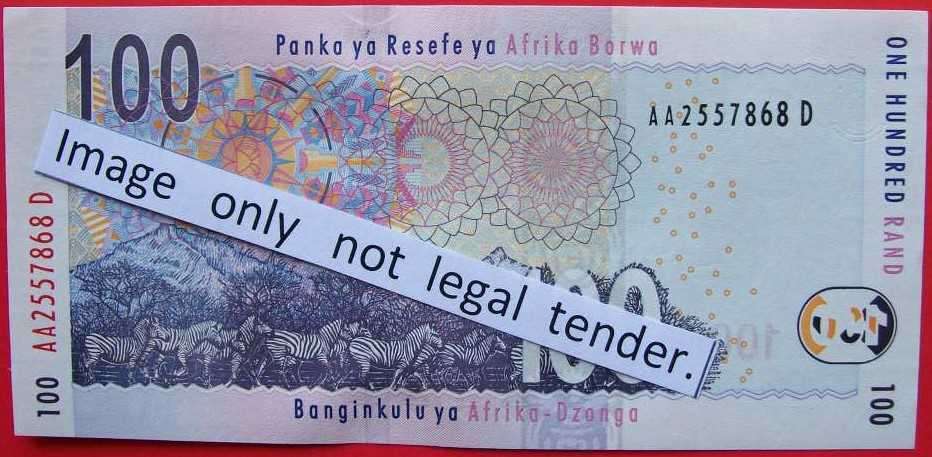 100
Panka ya Resefe ya Afrika Borwa
AA2557868 D
ONE HUNDRED RAND
Image only not legal tender.
AA2557868 D
100
100
100
Banginkulu ya Afrika-Dzonga